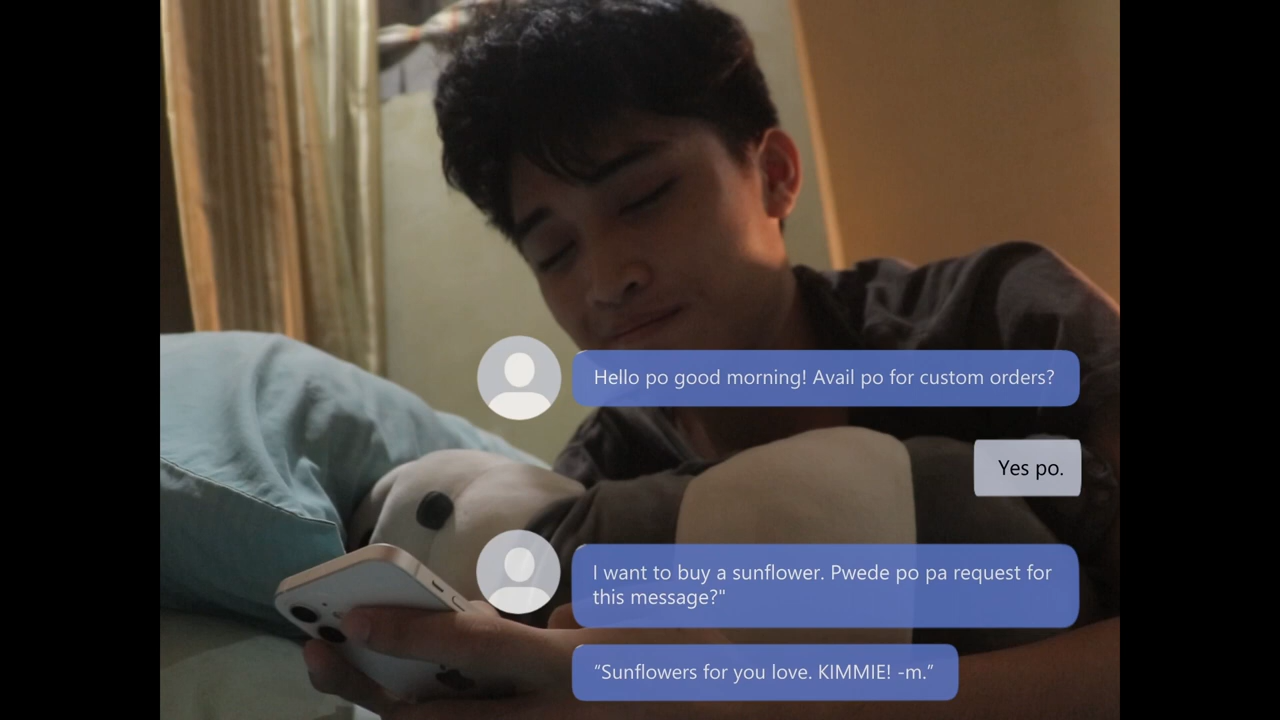 Hello po good morning! Avail po for custom orders?
Yes po.
I want to buy a sunflower. Pwede po pa request for
this message?"
“Sunflowers for you love. KIMMIE! -m.”